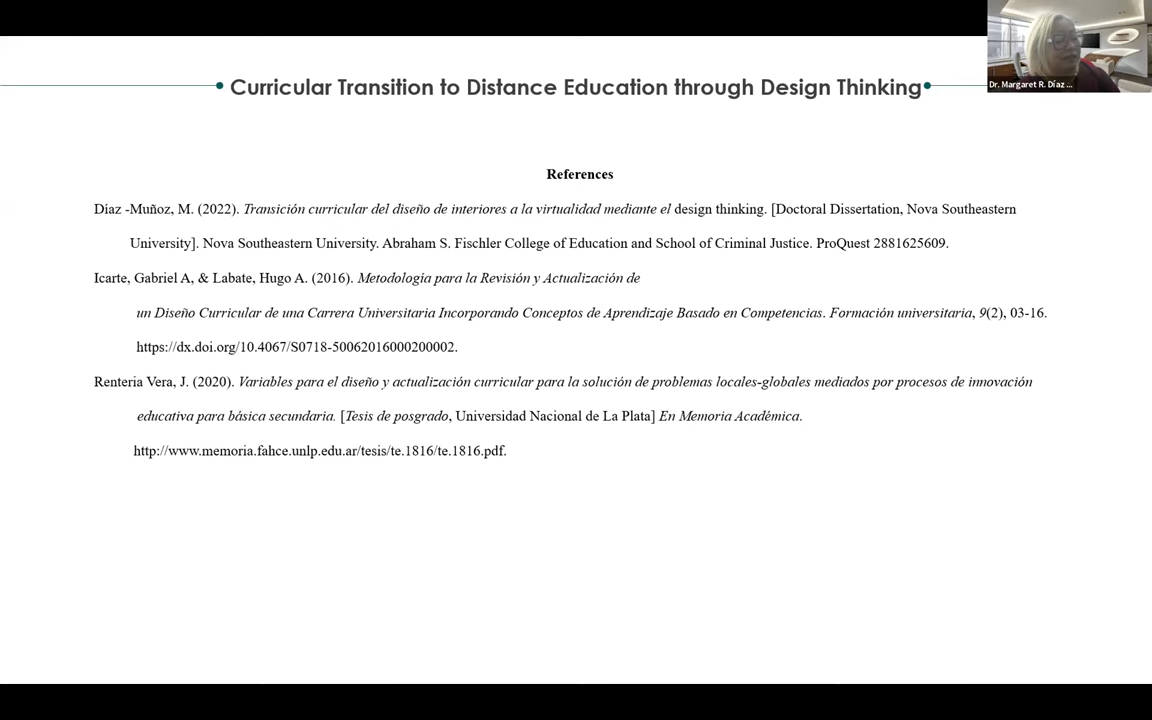 Curricular Transition to Distance Education through Design Thinking
Dr. Margaret R. Díaz ...
References
Díaz -Muñoz, M. (2022). Transición curricular del diseño de interiores a la virtualidad mediante el design thinking. [Doctoral Dissertation, Nova Southeastern
University]. Nova Southeastern University. Abraham S. Fischler College of Education and School of Criminal Justice. ProQuest 2881625609.
Icarte, Gabriel A, & Labate, Hugo A. (2016). Metodología para la Revisión y Actualización de
un Diseño Curricular de una Carrera Universitaria Incorporando Conceptos de Aprendizaje Basado en Competencias. Formación universitaria, 9(2), 03-16.
https://dx.doi.org/10.4067/S0718-50062016000200002.
Renteria Vera, J. (2020). Variables para el diseño y actualización curricular para la solución de problemas locales-globales mediados por procesos de innovación
educativa para básica secundaria. [Tesis de posgrado, Universidad Nacional de La Plata] En Memoria Académica.
http://www.memoria.fahce.unlp.edu.ar/tesis/te.1816/te.1816.pdf.